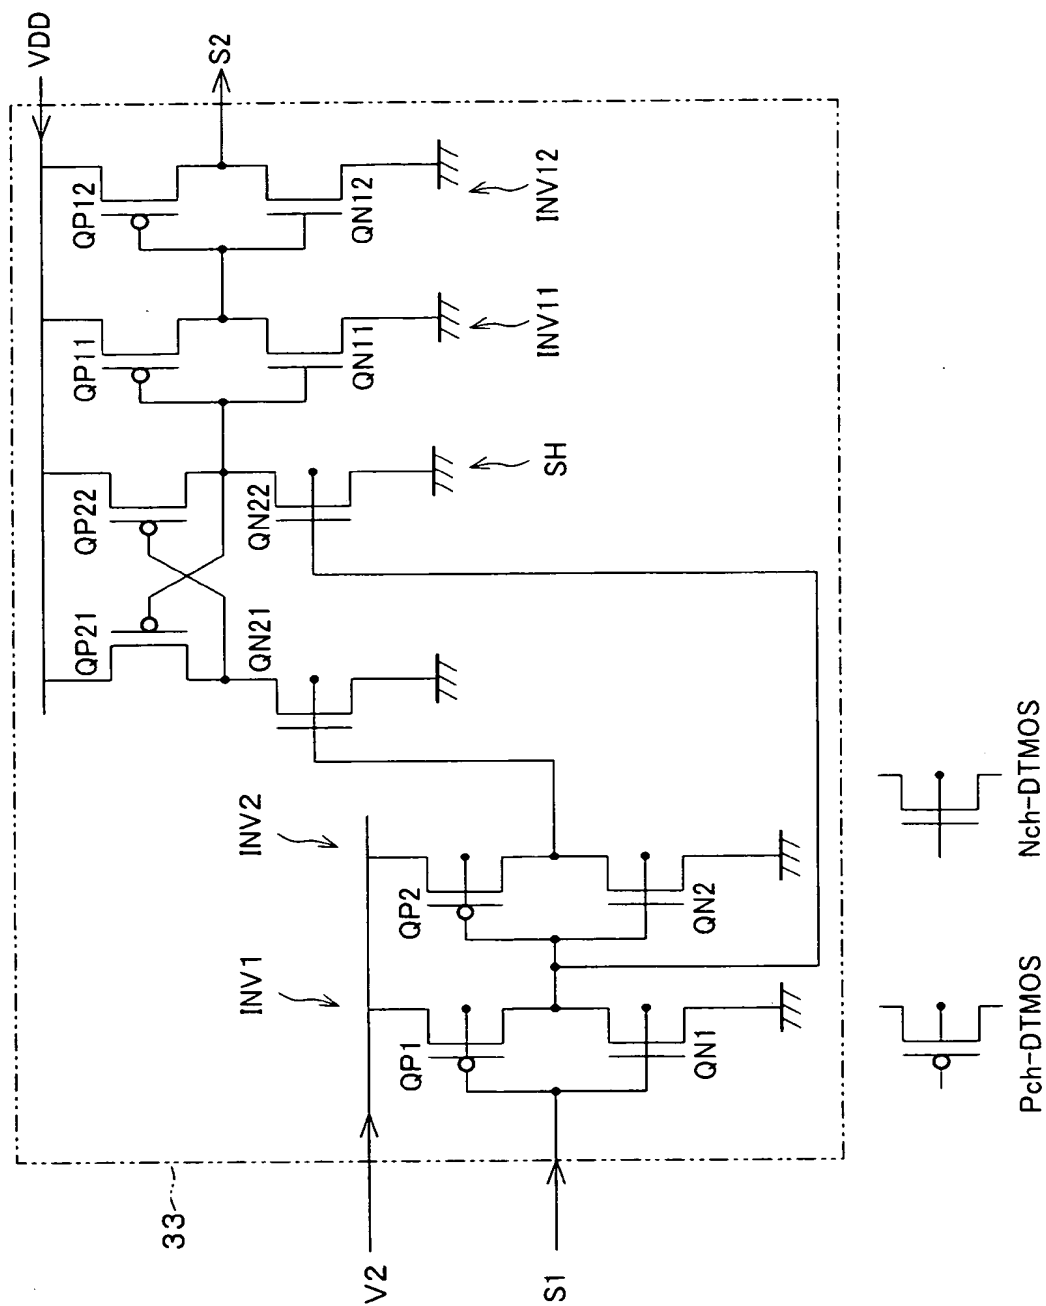 VDD
S2
QP12
QN12
INV12
QP11
QN11
INV11
QP22
QN22
SH
QP21
QN21
INV2
QP2
QN2
INV1
QP1
QN1
33
V2
S1
Nch-DTMOS
Pch-DTMOS